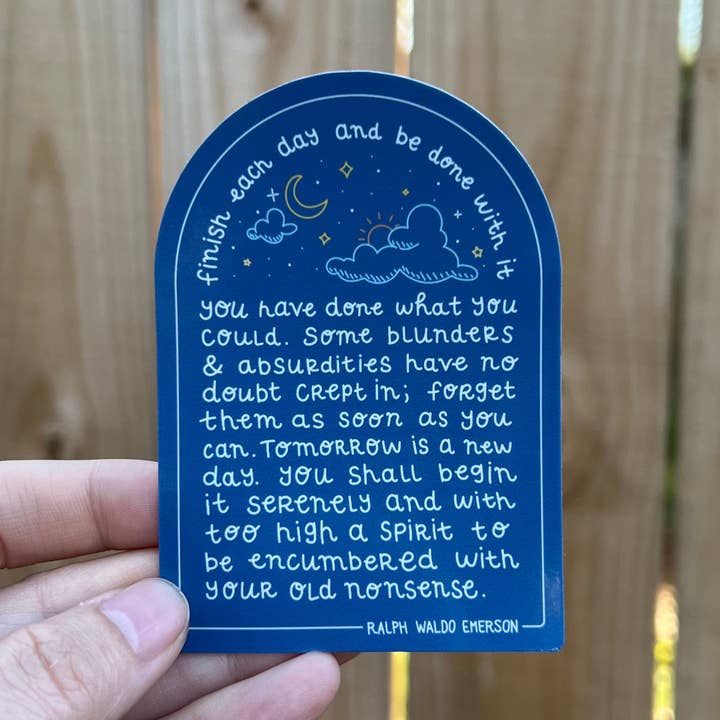 finish each day and be done with it
you have done what you
could. Some blunders
& absurdities have no
doubt crept in; forget
them as soon as you
can. Tomorrow is a new
day. you shall begin
it serenely and with
too high a spirit to
be encumbered with
your old nonsense.
RALPH WALDO EMERSON